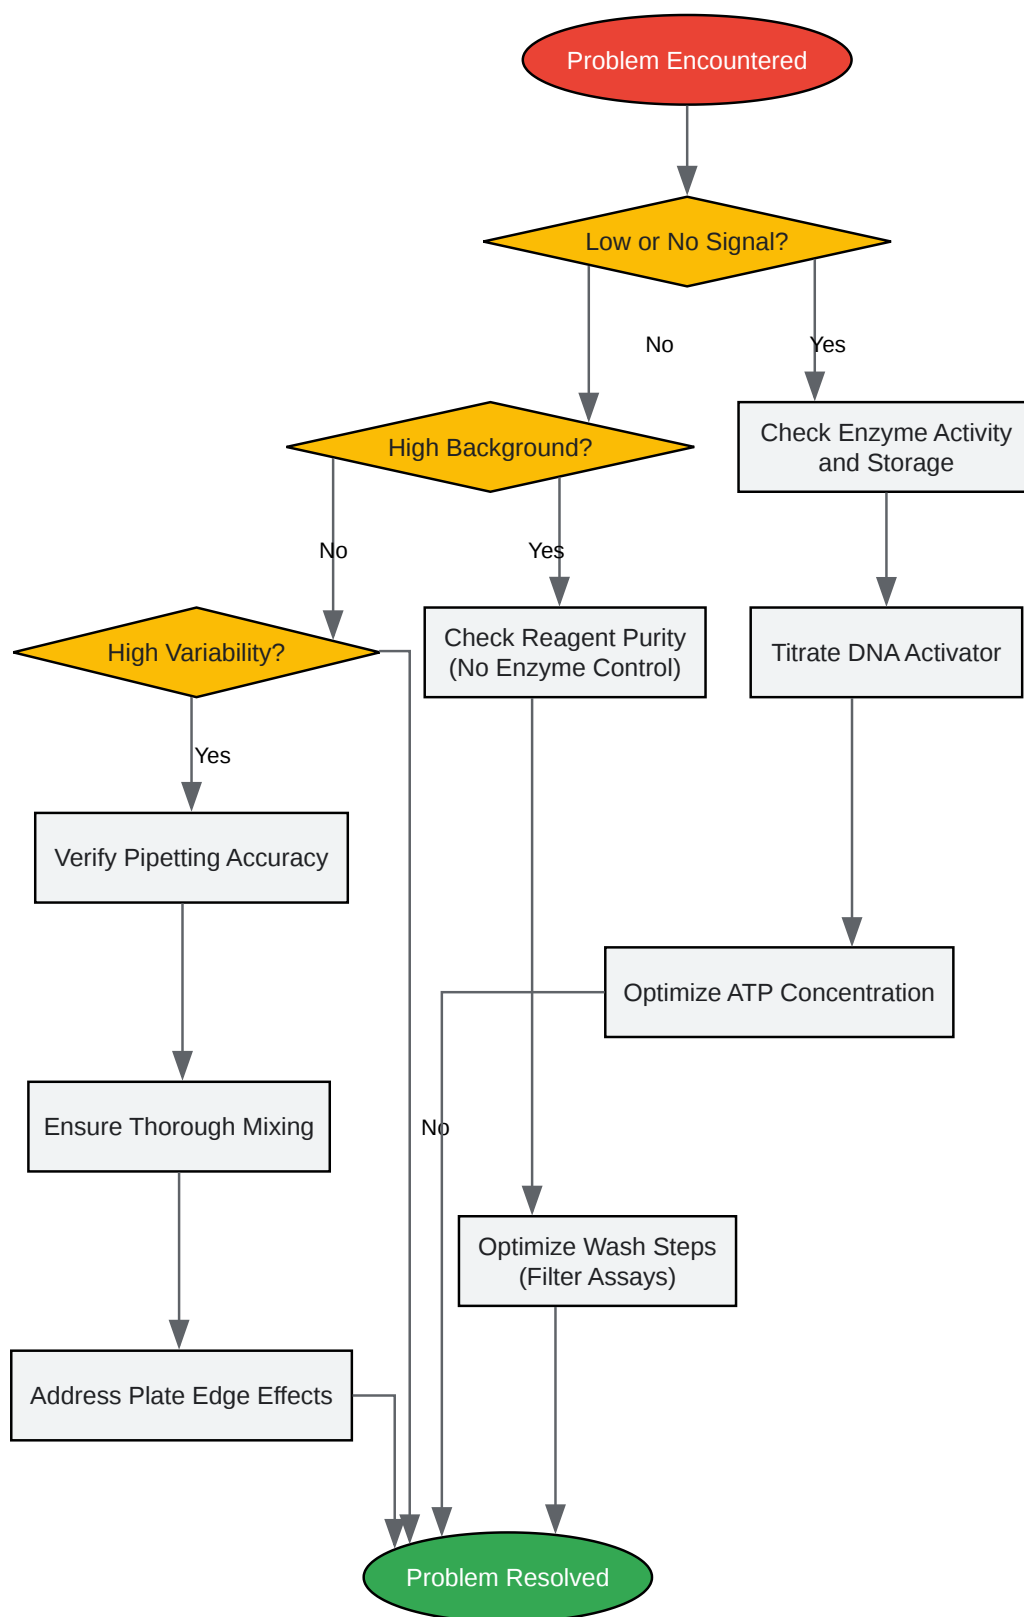 Problem Encountered
Low or No Signal?
No
Yes
High Background?
Check Enzyme Activity
and Storage
No
Yes
High Variability?
Check Reagent Purity
(No Enzyme Control)
Titrate DNA Activator
Yes
Verify Pipetting Accuracy
Optimize ATP Concentration
Ensure Thorough Mixing
No
Optimize Wash Steps
(Filter Assays)
Address Plate Edge Effects
Problem Resolved